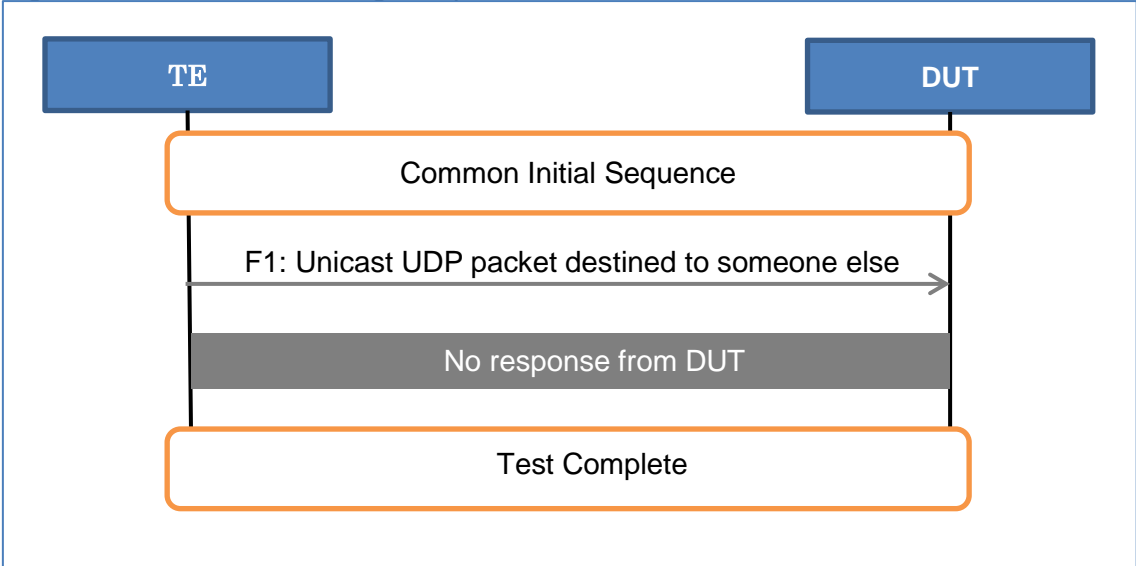 TE
DUT
Common Initial Sequence
F1: Unicast UDP packet destined to someone else
No response from DUT
Test Complete